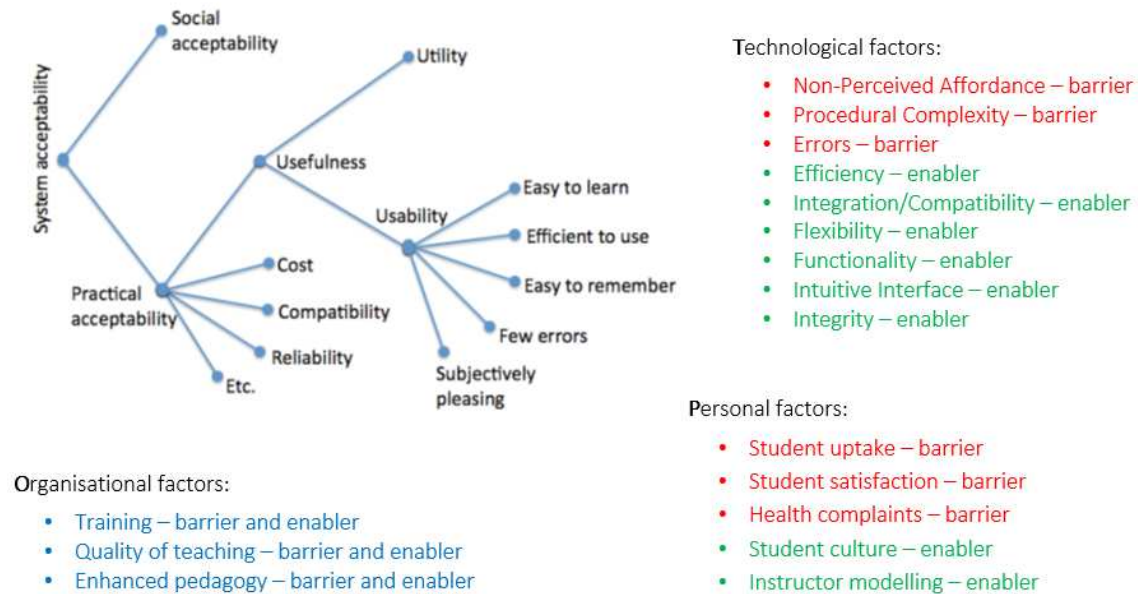 Social
acceptability
Utility
System acceptability
Usefulness
Easy to learn
Usability
Efficient to use
Cost
Easy to remember
Practical
acceptability
Compatibility
Few errors
Reliability
Subjectively
pleasing
Etc.
Technological factors:
• Non-Perceived Affordance – barrier
• Procedural Complexity – barrier
• Errors – barrier
• Efficiency – enabler
• Integration/Compatibility – enabler
• Flexibility – enabler
• Functionality – enabler
• Intuitive Interface – enabler
• Integrity – enabler
Personal factors:
• Student uptake – barrier
• Student satisfaction – barrier
• Health complaints – barrier
• Student culture – enabler
• Instructor modelling – enabler
Organisational factors:
• Training – barrier and enabler
• Quality of teaching – barrier and enabler
• Enhanced pedagogy – barrier and enabler